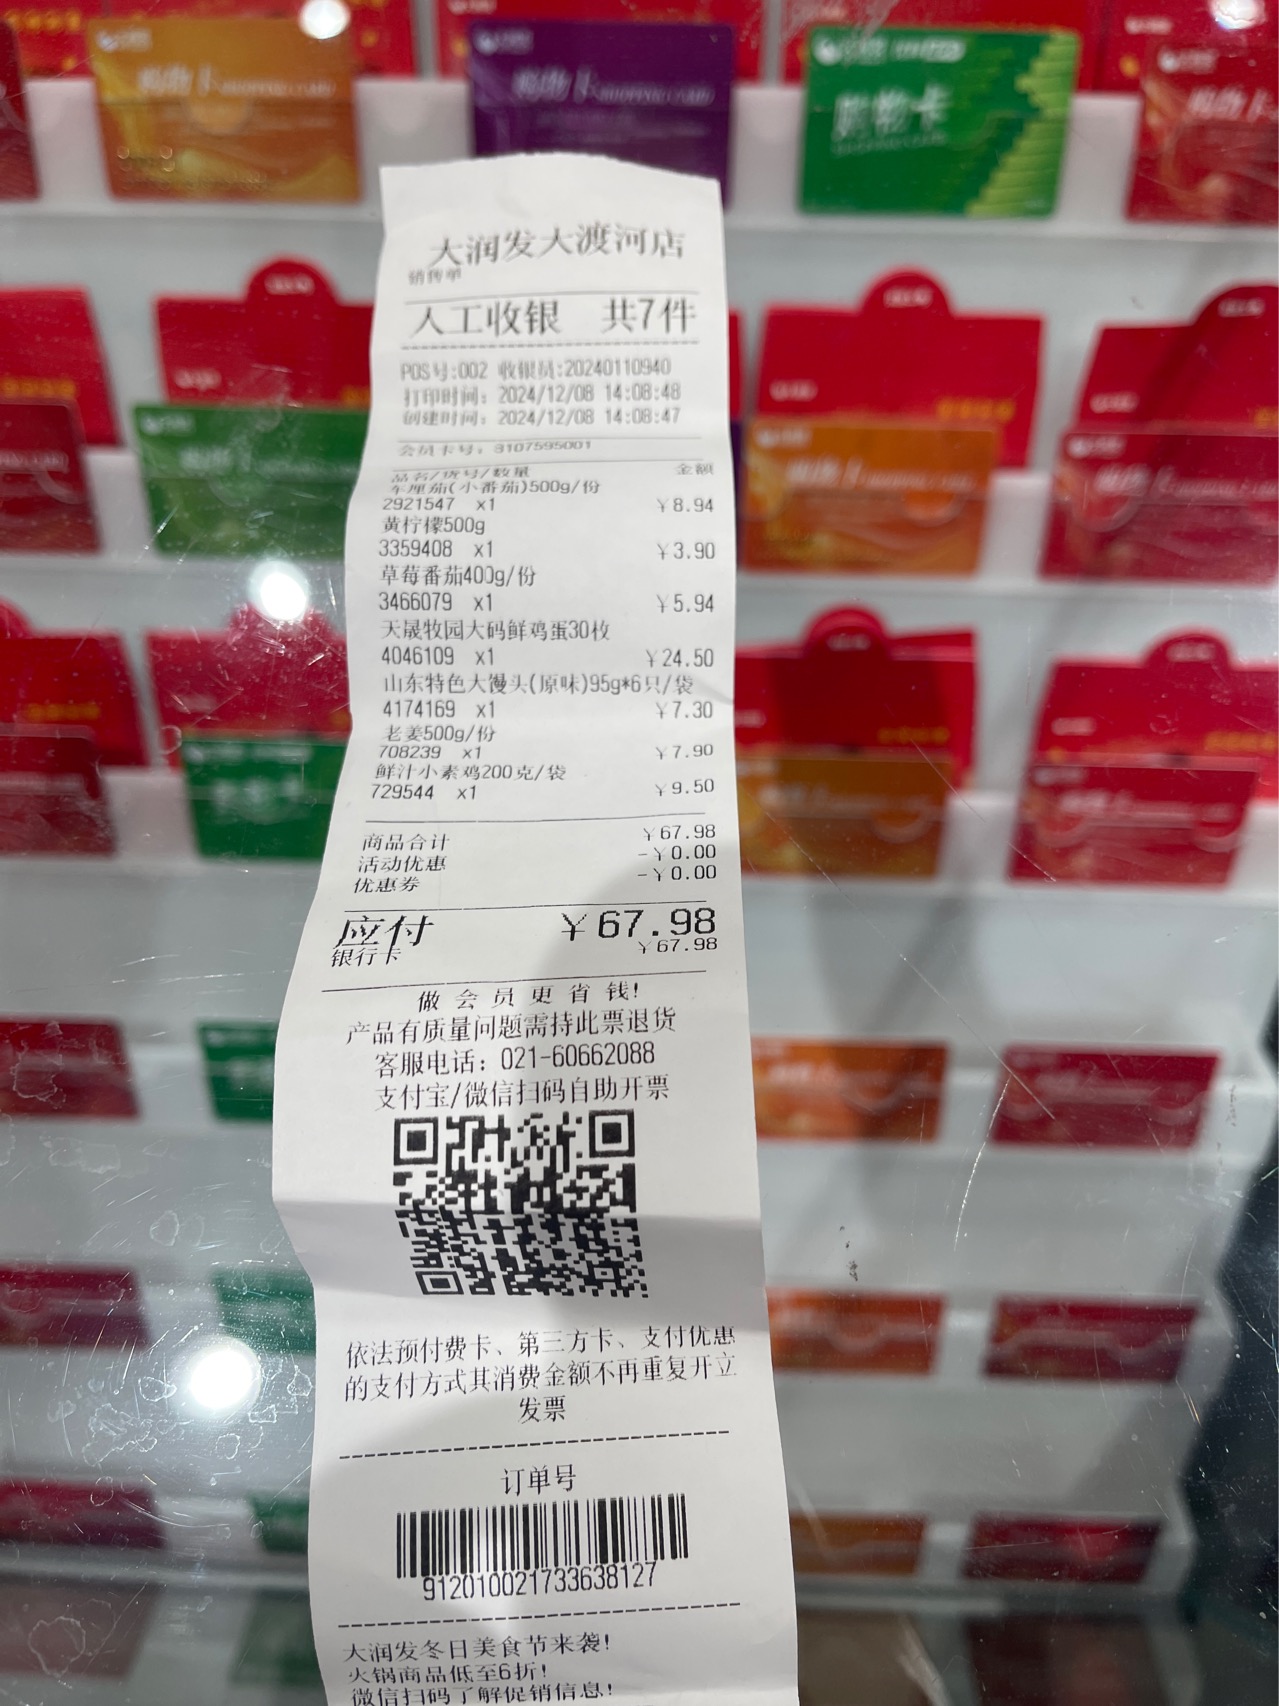 购物卡
大润发大渡河店
销售单
人工收银 共7件
POS号:002 收银员:20240110940
打印时间: 2024/12/08 14:08:48
创建时间: 2024/12/08 14:08:47
会员卡号: 3107595001
品名/货号/数量 金额
车厘茄(小番茄)500g/份
2921547 x1 ￥8.94
黄柠檬500g
3359408 x1 ￥3.90
草莓番茄400g/份
3466079 x1 ￥5.94
天晟牧园大码鲜鸡蛋30枚
4046109 x1 ￥24.50
山东特色大馒头(原味)95g*6只/袋
4174169 x1 ￥7.30
老姜500g/份
708239 x1 ￥7.90
鲜汁小素鸡200克/袋
729544 x1 ￥9.50
商品合计 ￥67.98
活动优惠 -￥0.00
优惠券 -￥0.00
应付 ￥67.98
银行卡 ￥67.98
做会员更省钱!
产品有质量问题需持此票退货
客服电话: 021-60662088
支付宝/微信扫码自助开票
依法预付费卡、第三方卡、支付优惠
的支付方式其消费金额不再重复开立
发票
订单号
912010021733638127
大润发冬日美食节来袭!
火锅商品低至6折!
微信扫码了解促销信息!